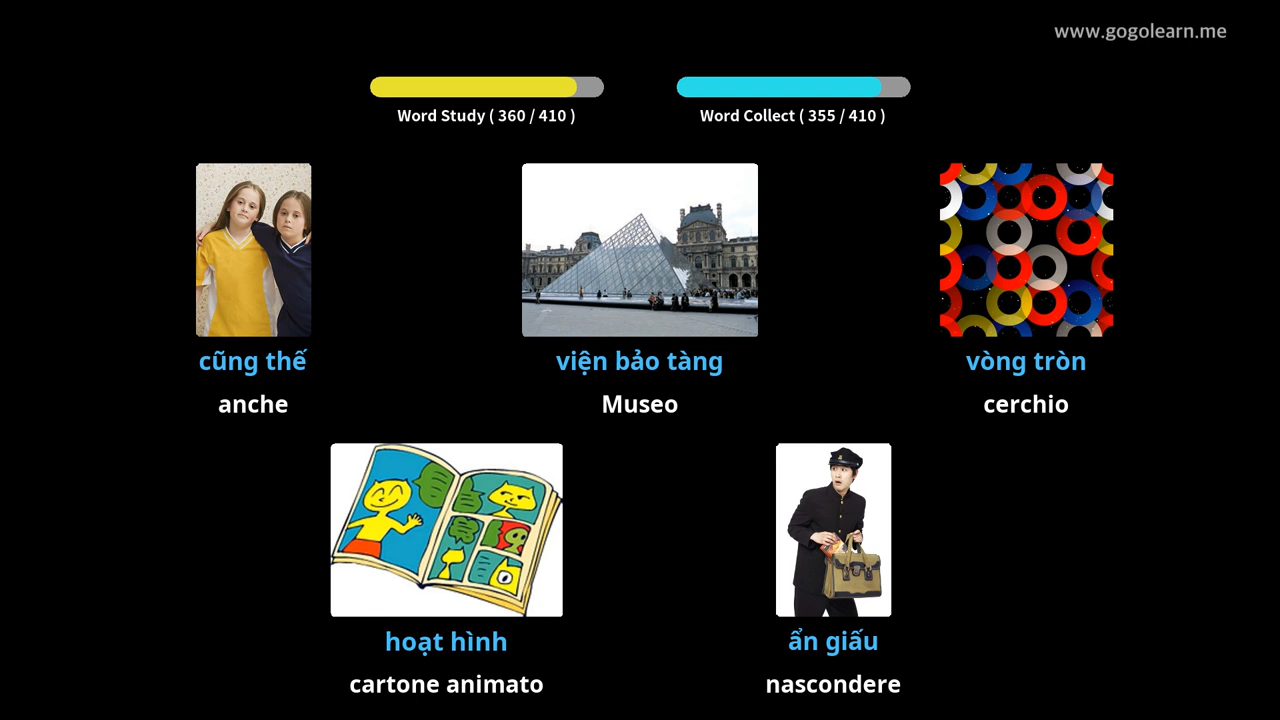 www.gogolearn.me
Word Study ( 360 / 410 )
Word Collect ( 355 / 410 )
cũng thế
anche
viện bảo tàng
Museo
vòng tròn
cerchio
hoạt hình
cartone animato
ẩn giấu
nascondere